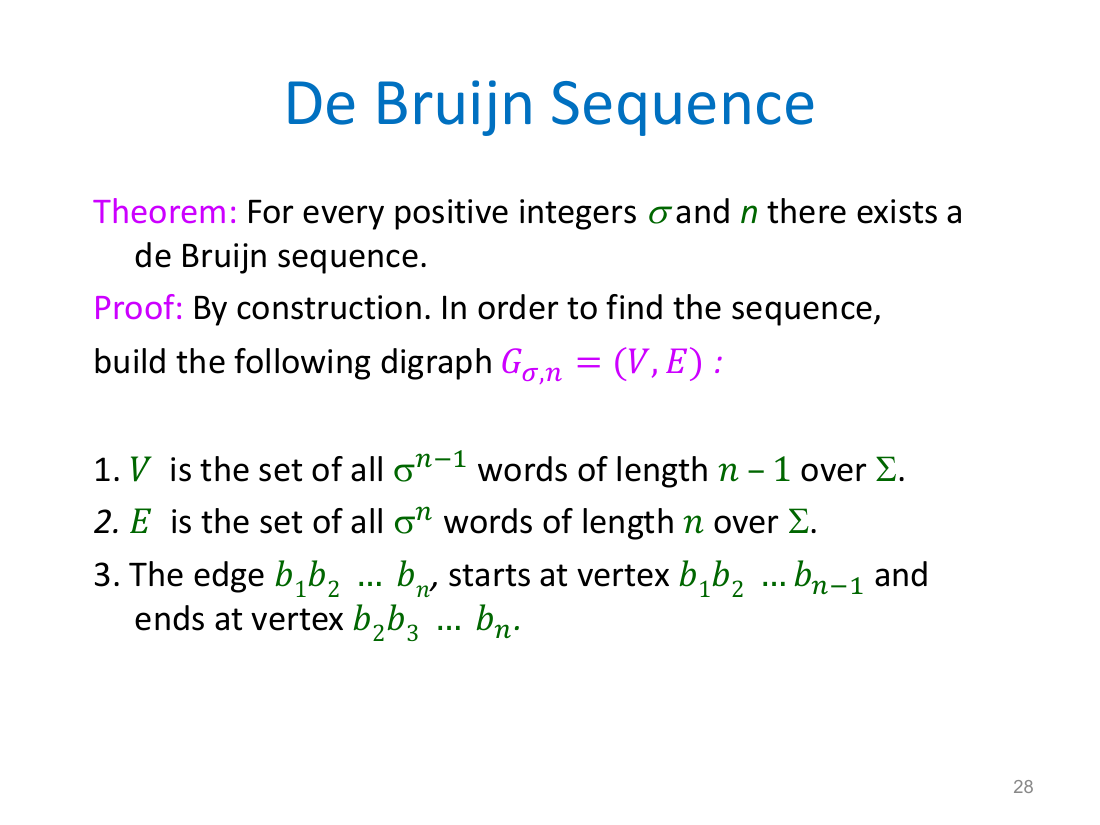 De Bruijn Sequence
Theorem: For every positive integers σ and n there exists a
de Bruijn sequence.
Proof: By construction. In order to find the sequence,
build the following digraph G_{σ,n} = (V, E) :
1. V is the set of all σ^{n−1} words of length n – 1 over Σ.
2. E is the set of all σ^n words of length n over Σ.
3. The edge b_1b_2 … b_n, starts at vertex b_1b_2 …b_{n−1} and
ends at vertex b_2b_3 … b_n.
28